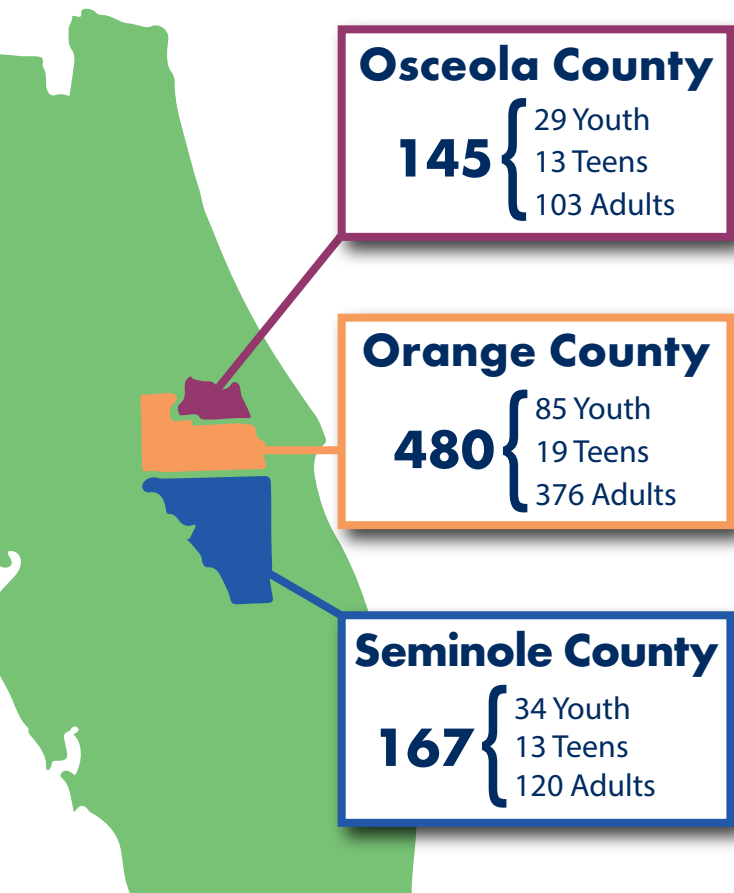 Osceola County
145
29 Youth
13 Teens
103 Adults
Orange County
480
85 Youth
19 Teens
376 Adults
Seminole County
167
34 Youth
13 Teens
120 Adults